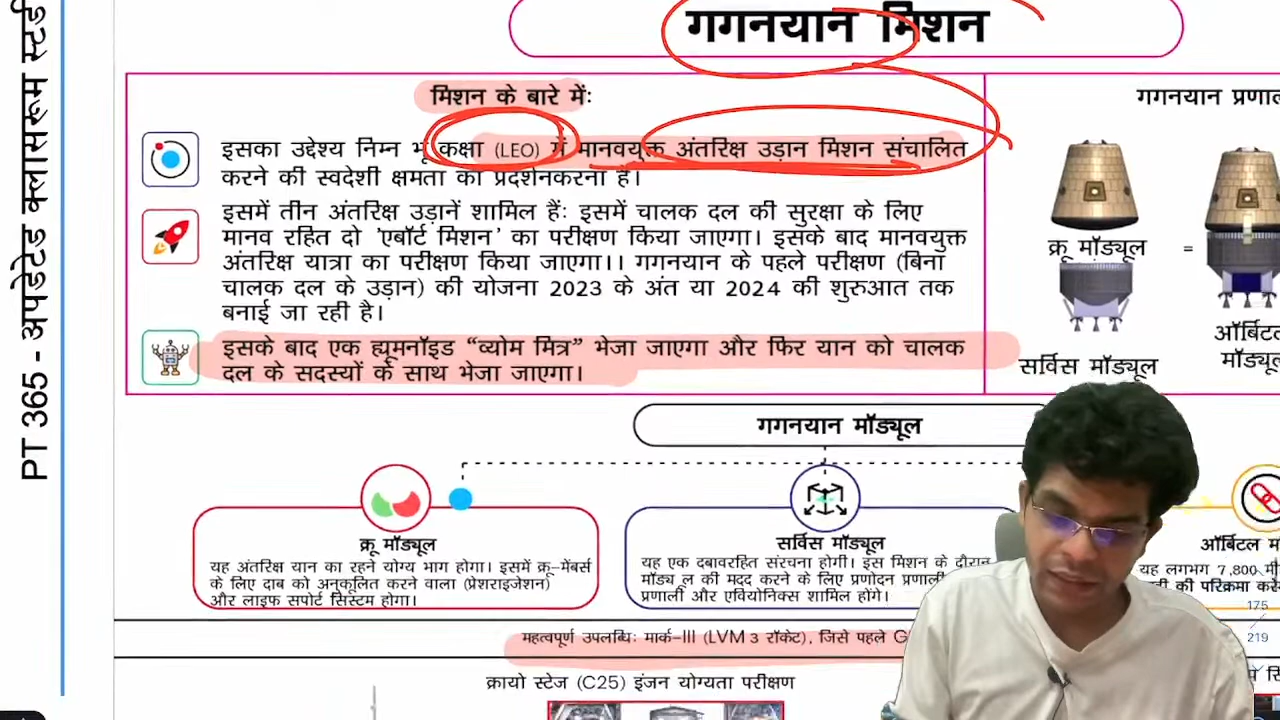 PT 365 - अपडेटेड क्लासरूम स्टडी
गगनयान मिशन
मिशन के बारे में:
इसका उद्देश्य निम्न भू कक्षा (LEO) में मानवयुक्त अंतरिक्ष उड़ान मिशन संचालित
करने की स्वदेशी क्षमता का प्रदर्शनकरना है।
इसमें तीन अंतरिक्ष उड़ानें शामिल हैं: इसमें चालक दल की सुरक्षा के लिए
मानव रहित दो 'एबॉर्ट मिशन' का परीक्षण किया जाएगा। इसके बाद मानवयुक्त
अंतरिक्ष यात्रा का परीक्षण किया जाएगा।। गगनयान के पहले परीक्षण (बिना
चालक दल के उड़ान) की योजना 2023 के अंत या 2024 की शुरुआत तक
बनाई जा रही है।
इसके बाद एक ह्यूमनॉइड “व्योम मित्र” भेजा जाएगा और फिर यान को चालक
दल के सदस्यों के साथ भेजा जाएगा।
गगनयान
क्रू मॉड्यूल
=
सर्विस मॉड्यूल
ऑर्बिटल
मॉड्यूल
गगनयान मॉड्यूल
क्रू मॉड्यूल
यह अंतरिक्ष यान का रहने योग्य भाग होगा। इसमें क्रू-मेंबर्स
के लिए दाब को अनुकूलित करने वाला (प्रेशराइजेशन)
और लाइफ सपोर्ट सिस्टम होगा।
सर्विस मॉड्यूल
यह एक दबावरहित संरचना होगी। इस मिशन के दौरान
मॉड्यूल की मदद करने के लिए प्रणोदन प्रणाली
प्रणाली और एवियोनिक्स शामिल होंगे।
ऑर्बिटल
यह लगभग 7,800
की परिक्रमा
175
219
महत्वपूर्ण उपलब्धि: मार्क-III (LVM 3 रॉकेट), जिसे पहले G
क्रायो स्टेज (C25) इंजन योग्यता परीक्षण